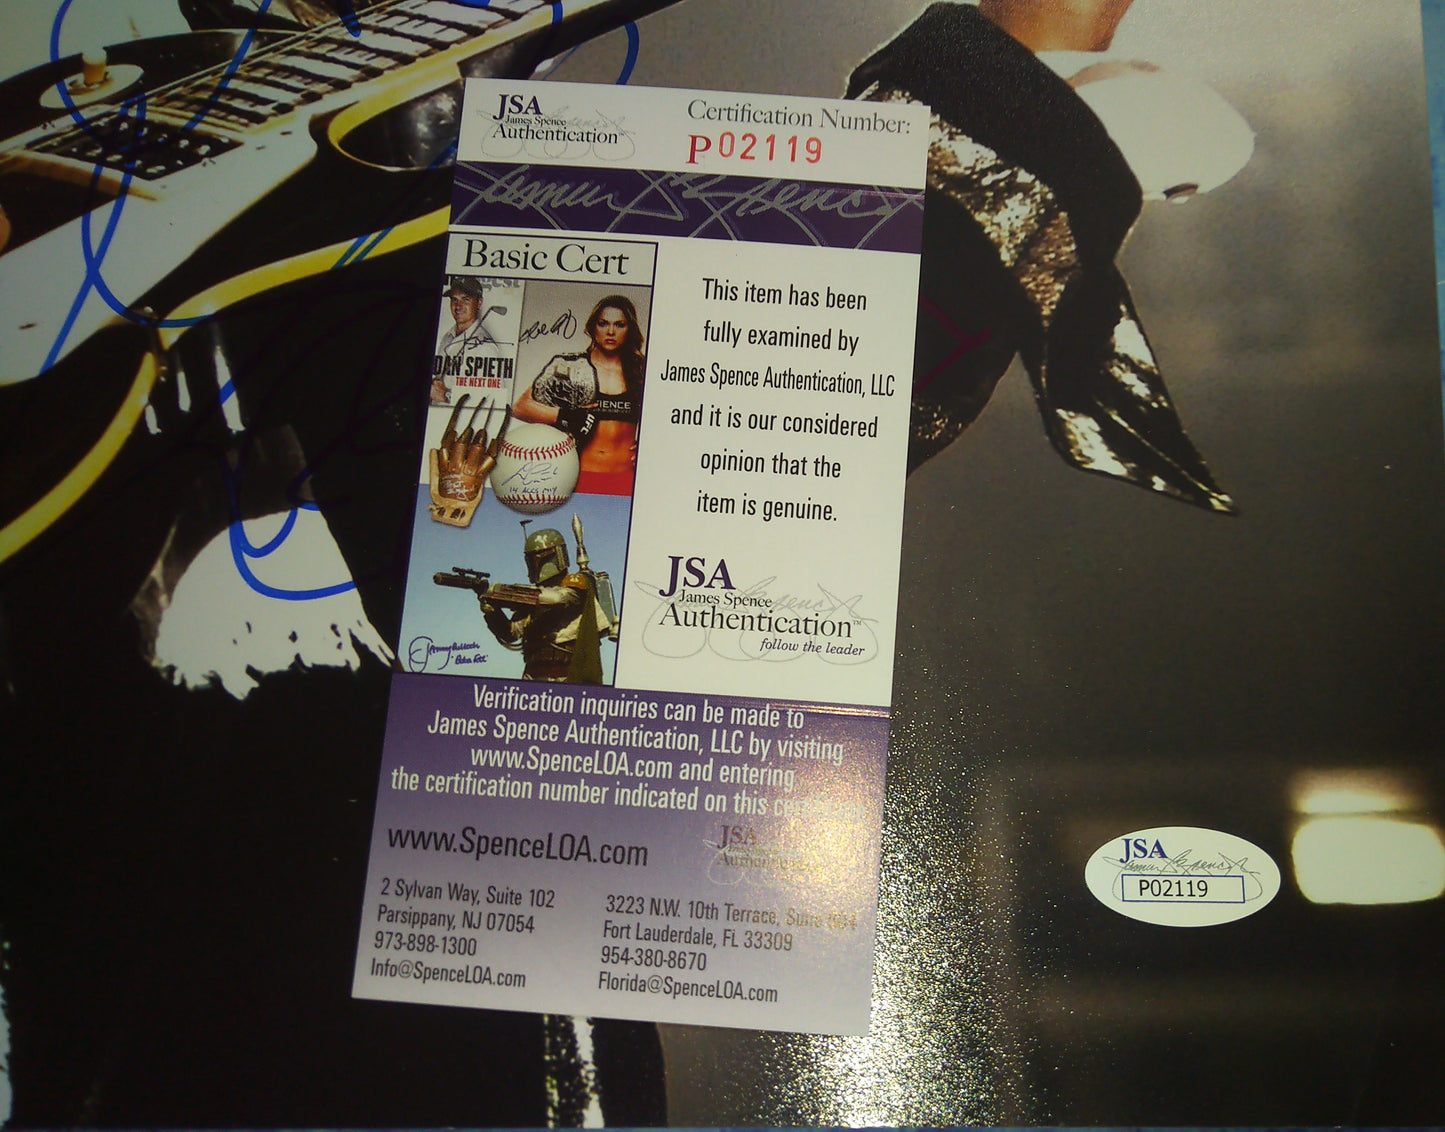 JSA
James Spence
Authentication™
Certification Number:
P02119
Basic Cert
DAN SPIETH
THE NEXT ONE
IENCE
UFC
This item has been
fully examined by
James Spence Authentication, LLC
and it is our considered
opinion that the
item is genuine.
JSA
James Spence
Authentication™
follow the leader
Verification inquiries can be made to
James Spence Authentication, LLC by visiting
www.SpenceLOA.com and entering
the certification number indicated on this
www.SpenceLOA.com
JSA
2 Sylvan Way, Suite 102
Parsippany, NJ 07054
973-898-1300
Info@SpenceLOA.com
3223 N.W. 10th Terrace,
Fort Lauderdale, FL 33309
954-380-8670
Florida@SpenceLOA.com
JSA
P02119